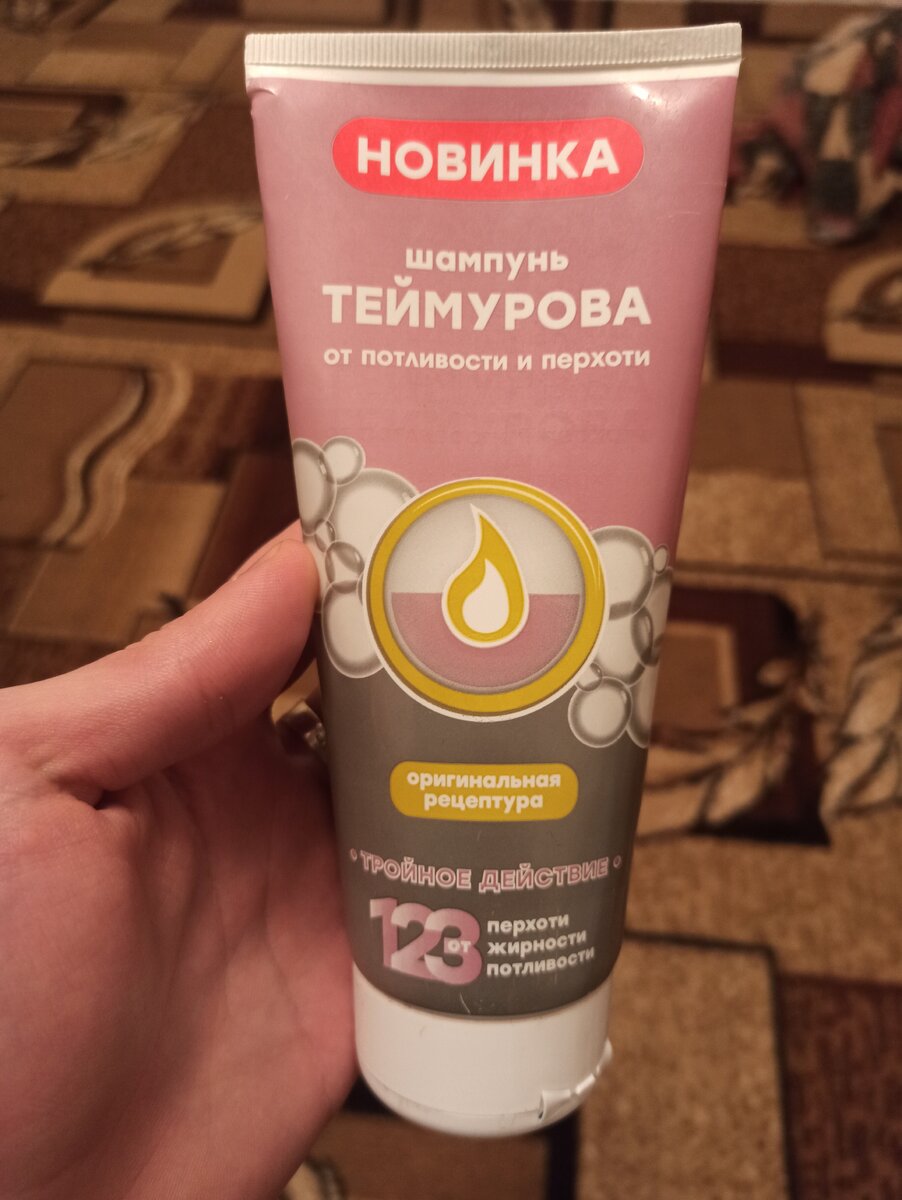 НОВИНКА
шампунь
ТЕЙМУРОВА
от потливости и перхоти
оригинальная
рецептура
• ТРОЙНОЕ ДЕЙСТВИЕ •
123 от
перхоти
жирности
потливости